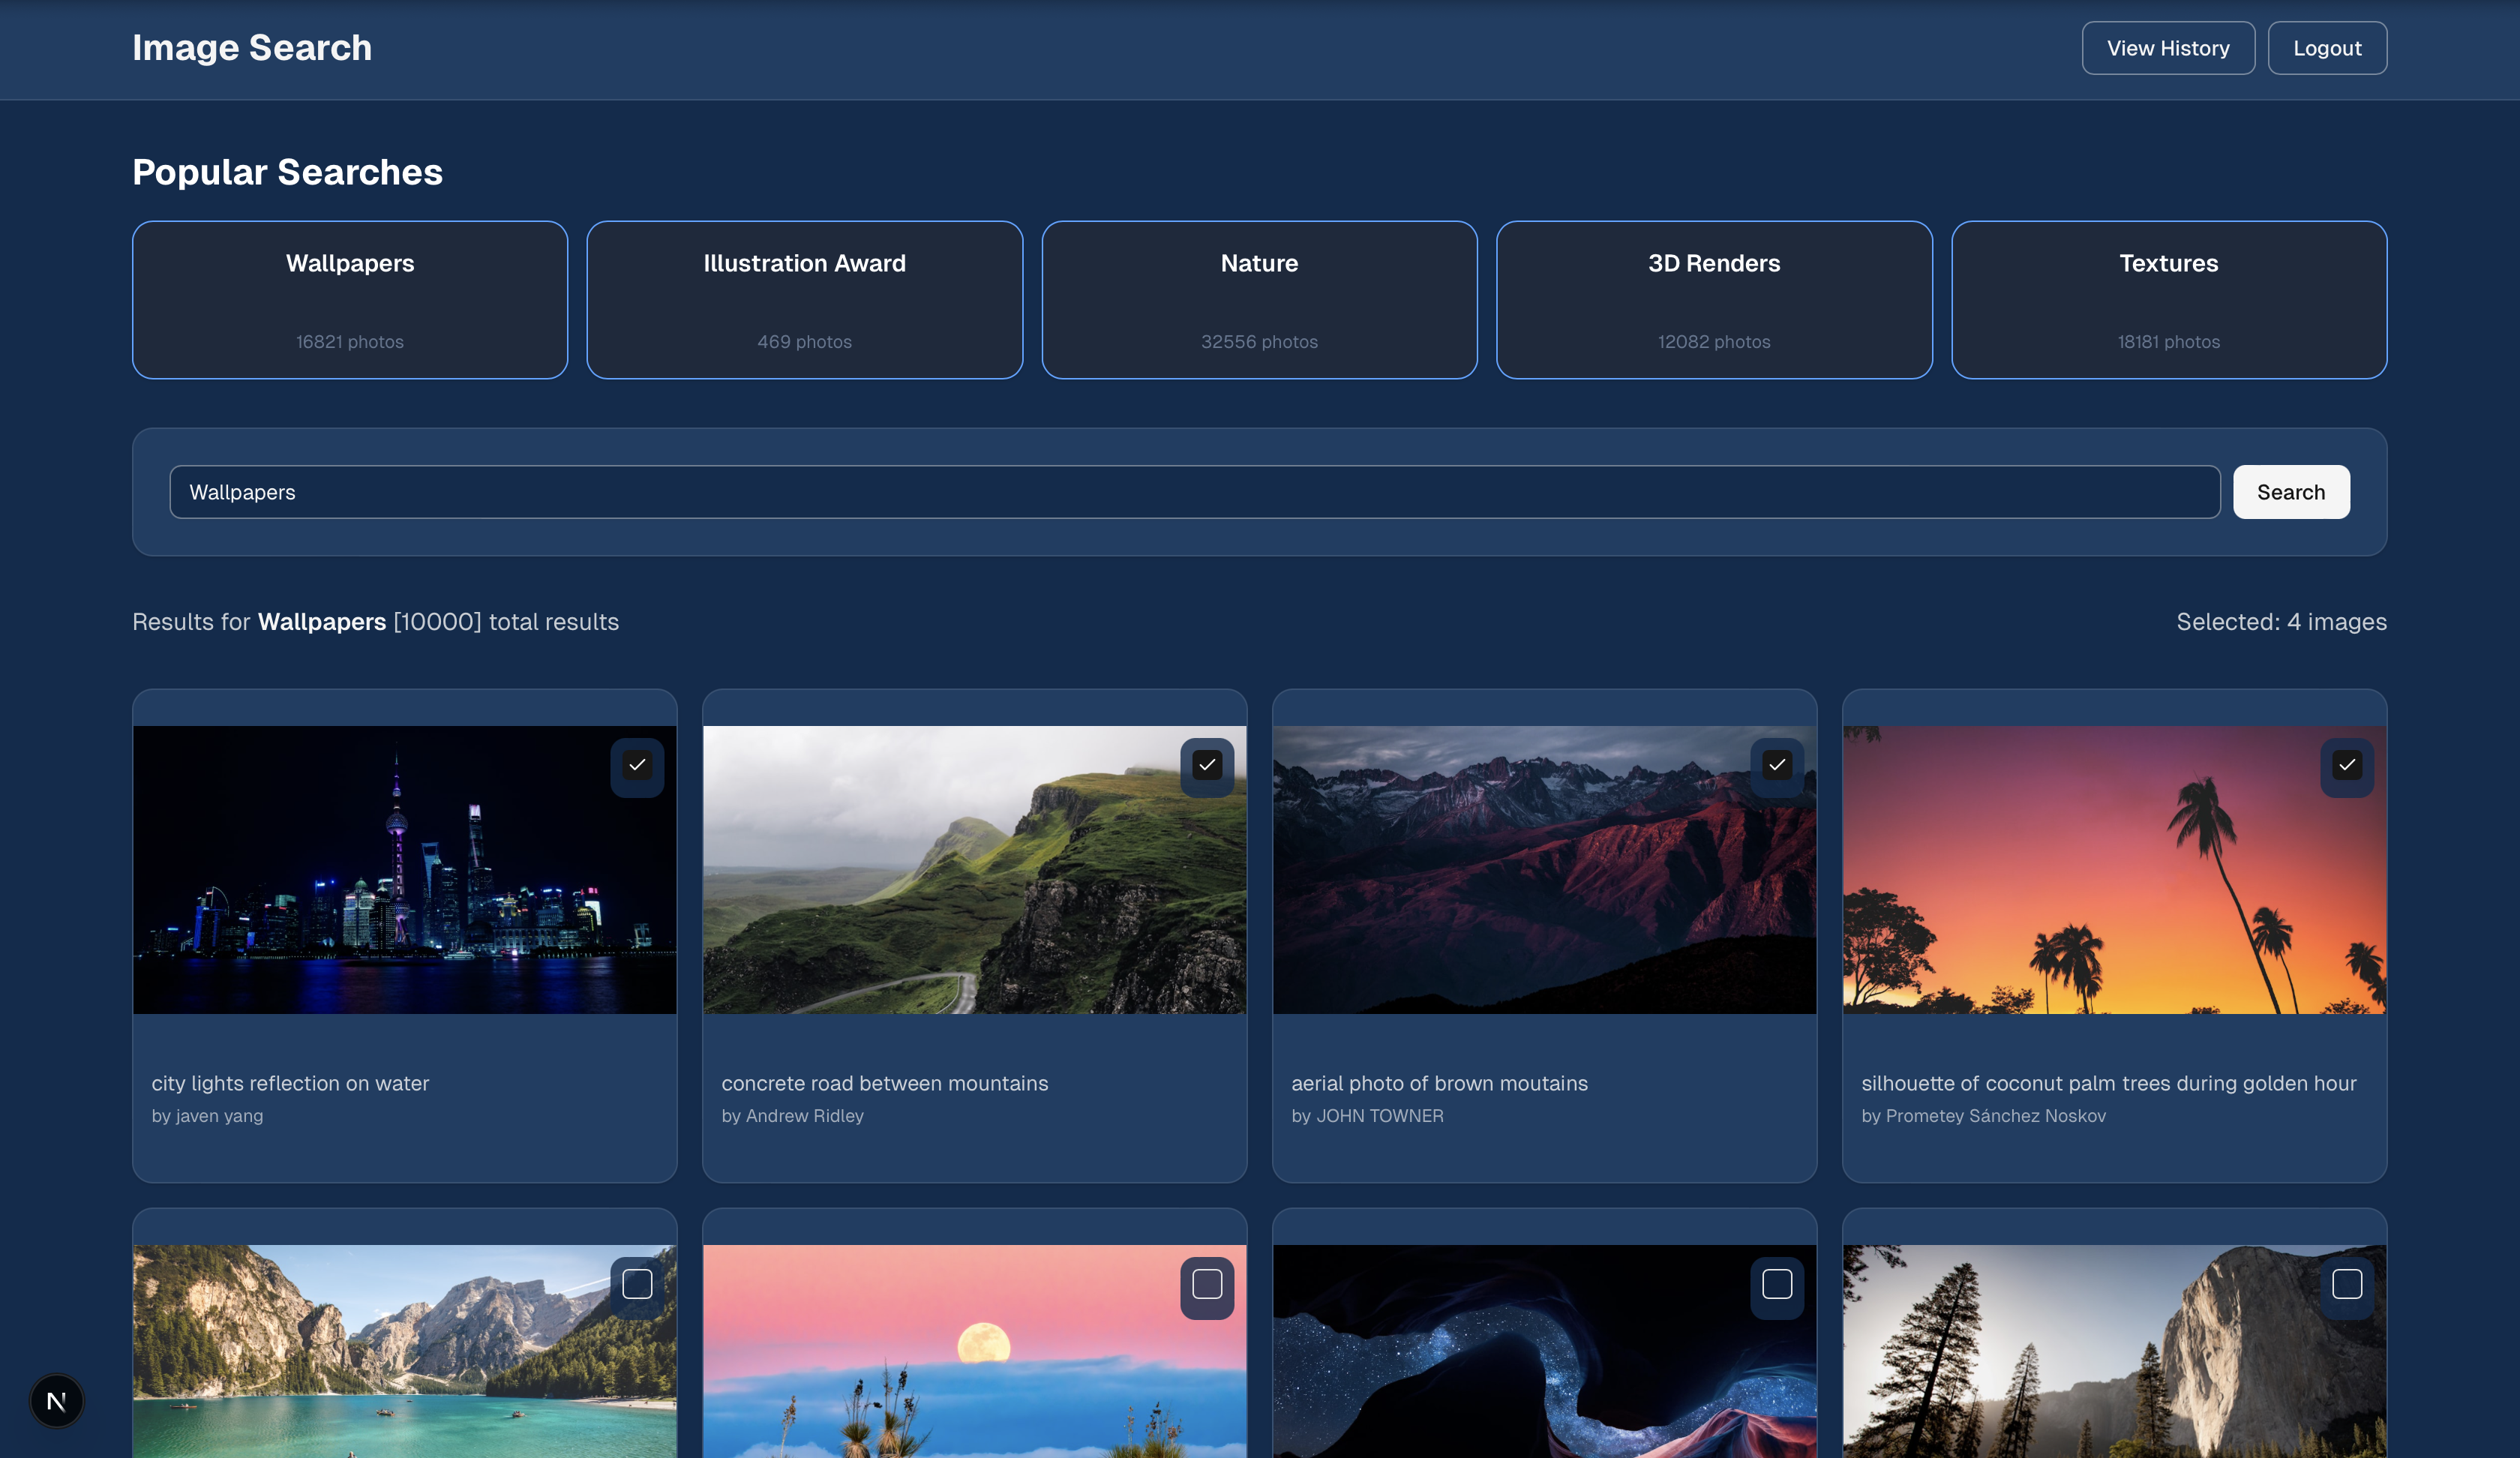 Image Search
View History
Logout
Popular Searches
Wallpapers
16821 photos
Illustration Award
469 photos
Nature
32556 photos
3D Renders
12082 photos
Textures
18181 photos
Wallpapers
Search
Results for Wallpapers [10000] total results
Selected: 4 images
city lights reflection on water
by javen yang
concrete road between mountains
by Andrew Ridley
aerial photo of brown moutains
by JOHN TOWNER
silhouette of coconut palm trees during golden hour
by Prometey Sánchez Noskov
N